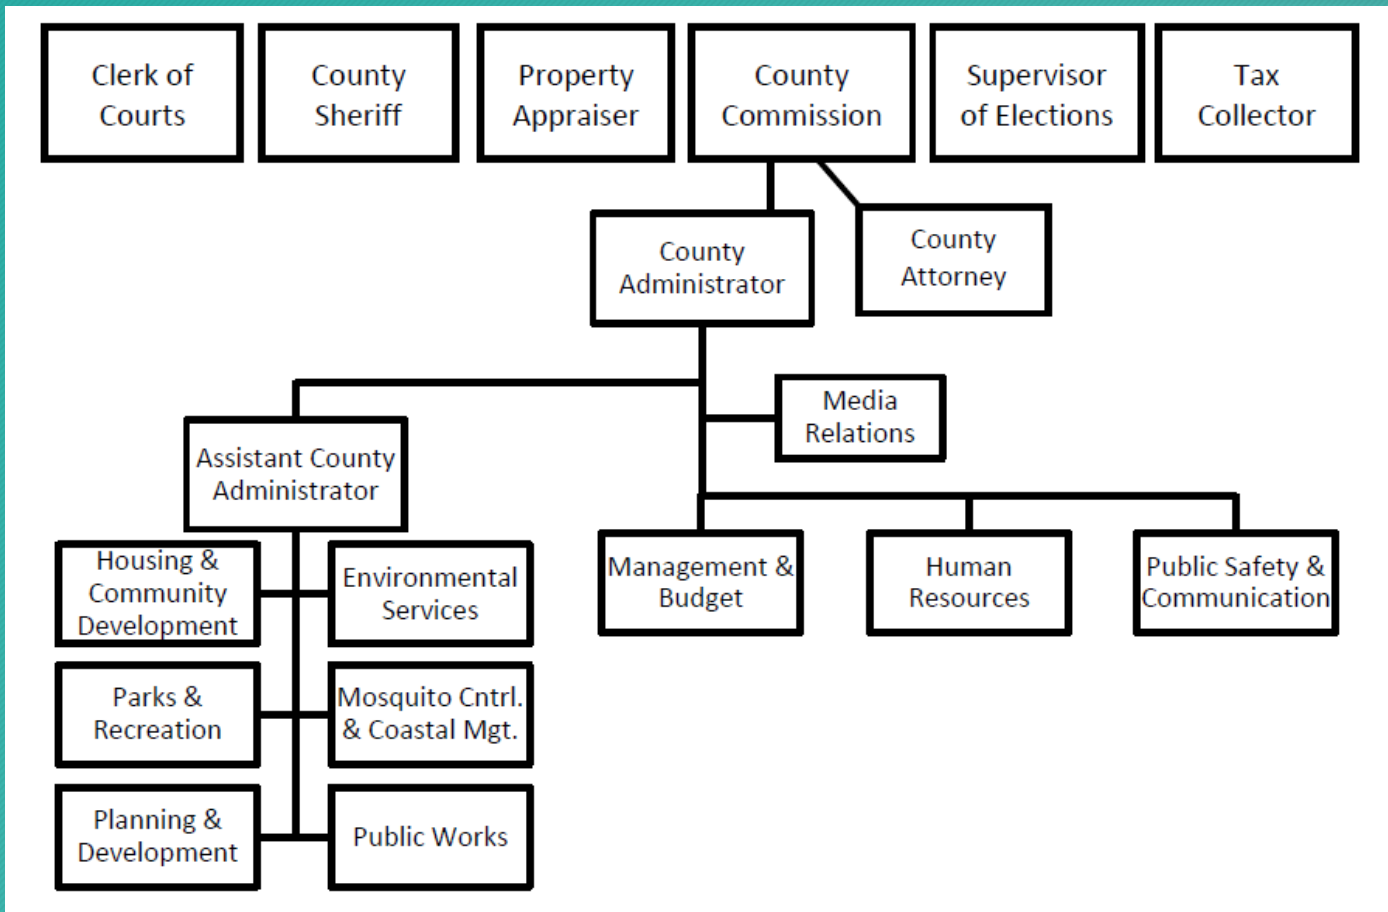 Clerk of
Courts
County
Sheriff
Property
Appraiser
County
Commission
Supervisor
of Elections
Tax
Collector
County
Administrator
County
Attorney
Media
Relations
Assistant County
Administrator
Management &
Budget
Human
Resources
Public Safety &
Communication
Housing &
Community
Development
Environmental
Services
Parks &
Recreation
Mosquito Cntrl.
& Coastal Mgt.
Planning &
Development
Public Works